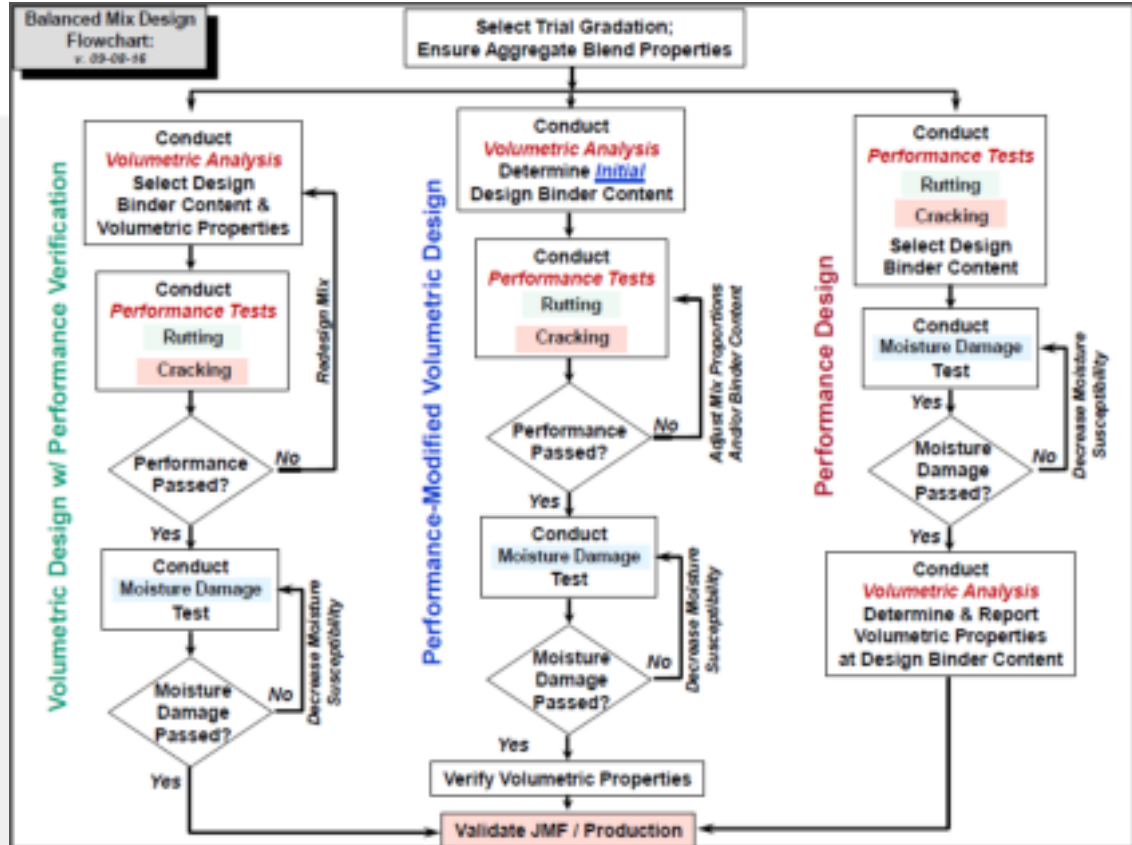 Balanced Mix Design
Flowchart:
v. 09-08-16
Select Trial Gradation;
Ensure Aggregate Blend Properties
Volumetric Design w/ Performance Verification
Conduct
Volumetric Analysis
Select Design
Binder Content &
Volumetric Properties
Conduct
Performance Tests
Rutting
Cracking
Redesign Mix
Performance
Passed?
No
Yes
Conduct
Moisture Damage
Test
Decrease Moisture
Susceptibility
Moisture
Damage
Passed?
No
Yes
Performance-Modified Volumetric Design
Conduct
Volumetric Analysis
Determine Initial
Design Binder Content
Conduct
Performance Tests
Rutting
Cracking
Adjust Mix Proportions
And/or Binder Content
Performance
Passed?
No
Yes
Conduct
Moisture Damage
Test
Decrease Moisture
Susceptibility
Moisture
Damage
Passed?
No
Yes
Verify Volumetric Properties
Performance Design
Conduct
Performance Tests
Rutting
Cracking
Select Design
Binder Content
Conduct
Moisture Damage
Test
Decrease Moisture
Susceptibility
Yes
Moisture
Damage
Passed?
No
Yes
Conduct
Volumetric Analysis
Determine & Report
Volumetric Properties
at Design Binder Content
Validate JMF / Production